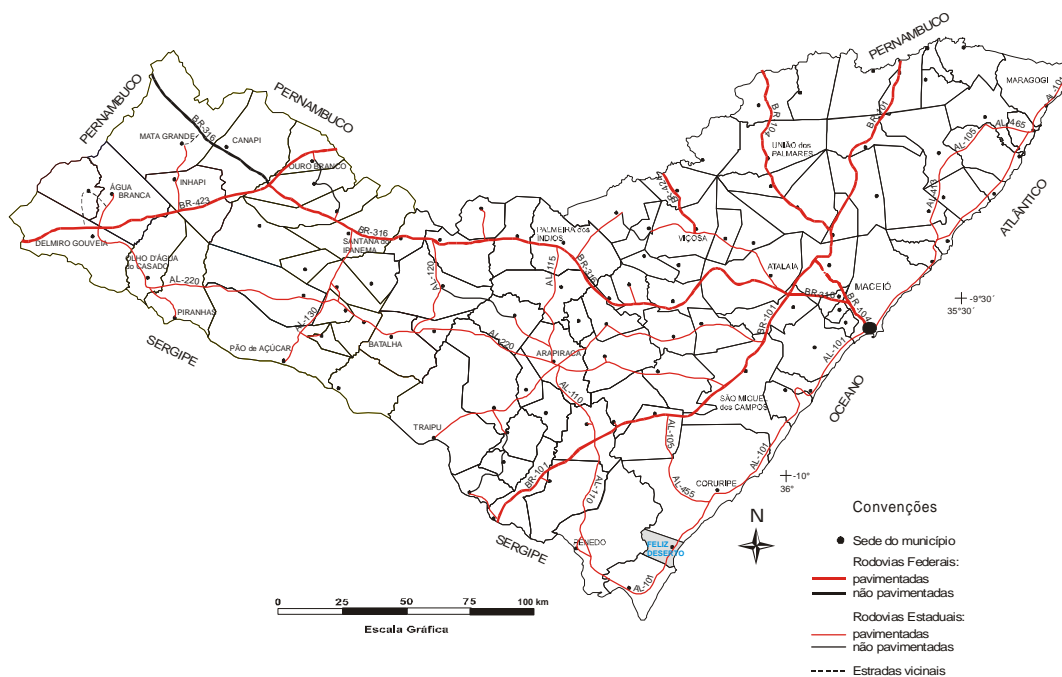 PERNAMBUCO
MARAGOGI
AL-101
PERNAMBUCO
PERNAMBUCO
BR-316
MATA GRANDE
CANAPI
OURO BRANCO
BR-104
BR-101
AL-465
AL-105
UNIÃO dos
PALMARES
ÁGUA
BRANCA
INHAPI
BR-423
DELMIRO GOUVEIA
BR-316
SANTANA do
IPANEMA
PALMEIRA dos
ÍNDIOS
VIÇOSA
ATLÂNTICO
OLHO D'ÁGUA
do CASADO
AL-220
AL-120
AL-115
BR-316
ATALAIA
MACEIÓ
BR-316
BR-104
-9°30´
35°30´
PIRANHAS
AL-130
SERGIPE
PÃO de AÇÚCAR
BATALHA
AL-220
ARAPIRACA
BR-101
AL-101
OCEANO
AL-110
SÃO MIGUEL
dos CAMPOS
TRAIPU
AL-105
AL-101
-10°
36°
BR-101
AL-110
AL-455
CORURIPE
SERGIPE
PENEDO
FELIZ
DESERTO
AL-101
N
0 25 50 75 100 km
Escala Gráfica
Convenções
Sede do município
Rodovias Federais:
pavimentadas
não pavimentadas
Rodovias Estaduais:
pavimentadas
não pavimentadas
Estradas vicinais